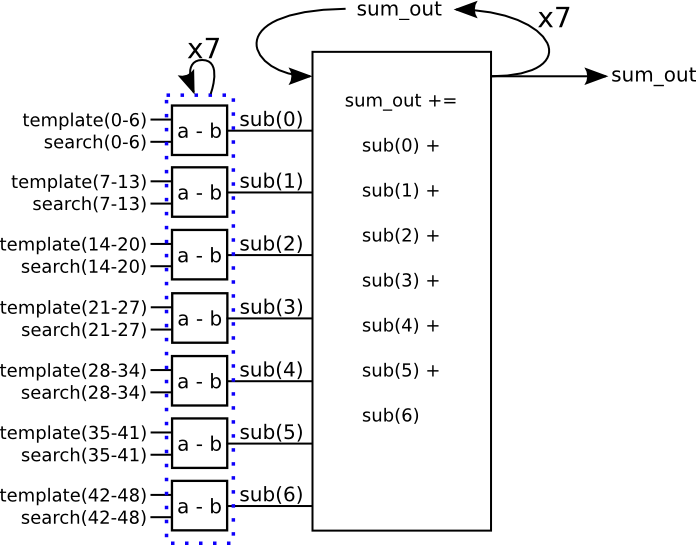 sum_out
x7
x7
sum_out
template(0-6)
search(0-6)
a - b
sub(0)
template(7-13)
search(7-13)
a - b
sub(1)
template(14-20)
search(14-20)
a - b
sub(2)
template(21-27)
search(21-27)
a - b
sub(3)
template(28-34)
search(28-34)
a - b
sub(4)
template(35-41)
search(35-41)
a - b
sub(5)
template(42-48)
search(42-48)
a - b
sub(6)
sum_out +=
sub(0) +
sub(1) +
sub(2) +
sub(3) +
sub(4) +
sub(5) +
sub(6)